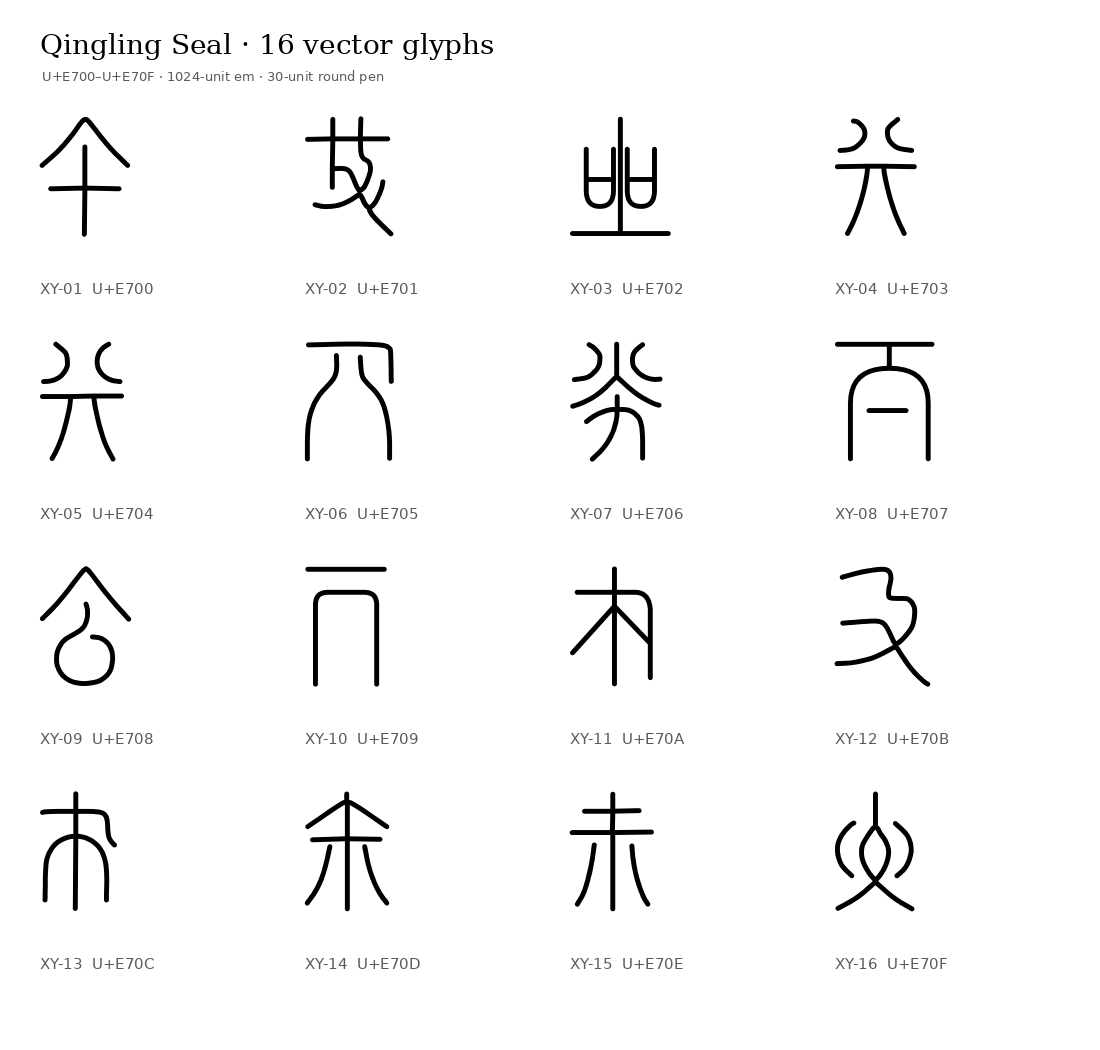 Qingling Seal · 16 vector glyphs
U+E700–U+E70F · 1024-unit em · 30-unit round pen
XY-01 U+E700 XY-02 U+E701 XY-03 U+E702 XY-04 U+E703
XY-05 U+E704 XY-06 U+E705 XY-07 U+E706 XY-08 U+E707
XY-09 U+E708 XY-10 U+E709 XY-11 U+E70A XY-12 U+E70B
XY-13 U+E70C XY-14 U+E70D XY-15 U+E70E XY-16 U+E70F